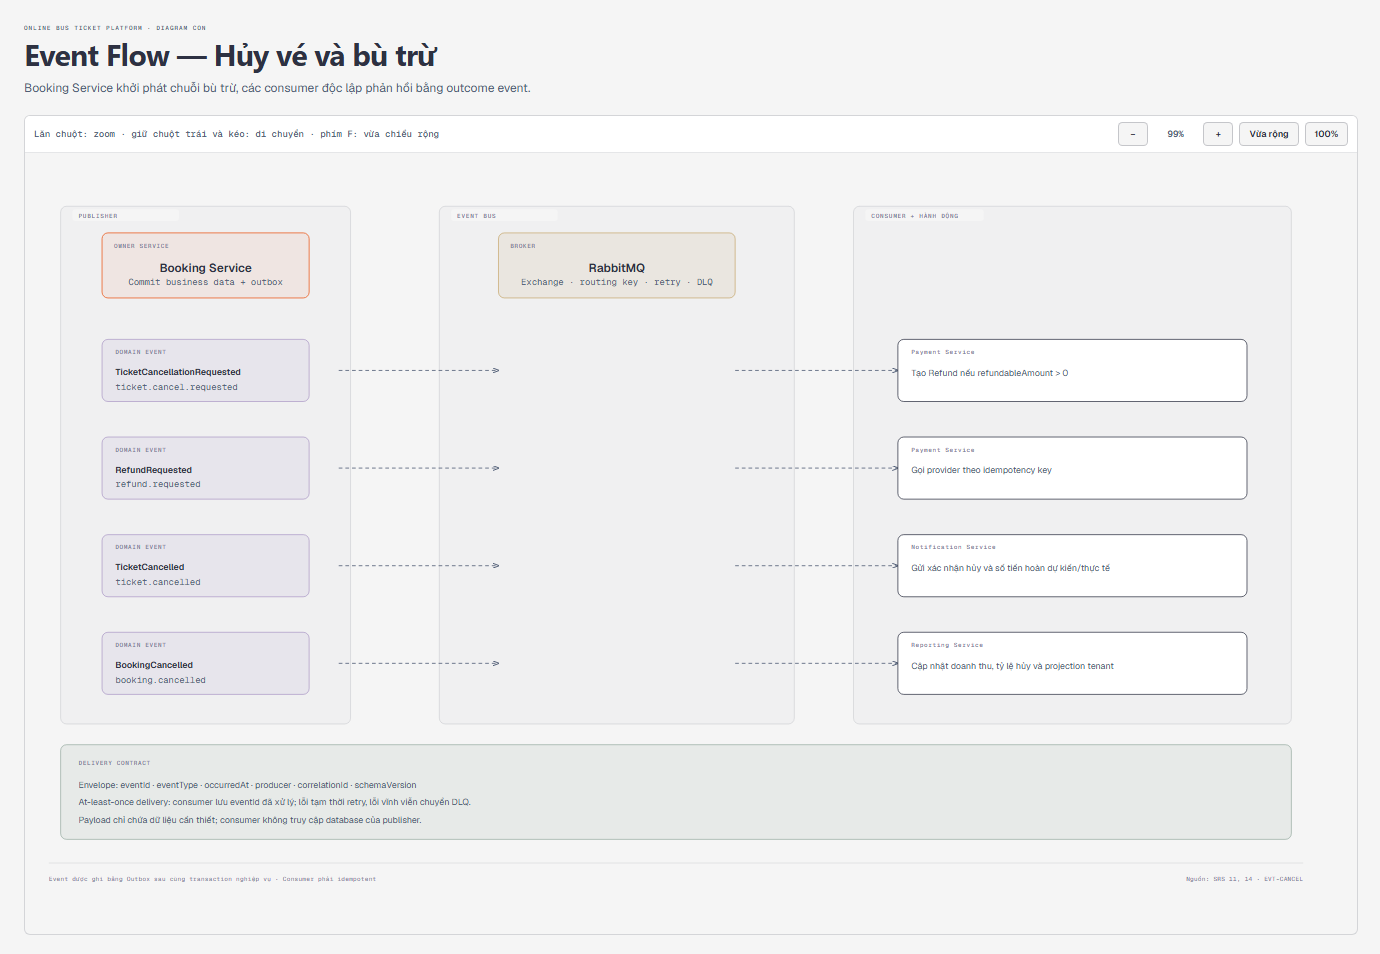 ONLINE BUS TICKET PLATFORM · DIAGRAM CON
Event Flow — Hủy vé và bù trừ
Booking Service khởi phát chuỗi bù trừ, các consumer độc lập phản hồi bằng outcome event.
Lăn chuột: zoom · giữ chuột trái và kéo: di chuyển · phím F: vừa chiều rộng
−
99%
+
Vừa rộng
100%
PUBLISHER
EVENT BUS
CONSUMER + HÀNH ĐỘNG
OWNER SERVICE
Booking Service
Commit business data + outbox
BROKER
RabbitMQ
Exchange · routing key · retry · DLQ
DOMAIN EVENT
TicketCancellationRequested
ticket.cancel.requested
Payment Service
Tạo Refund nếu refundableAmount > 0
DOMAIN EVENT
RefundRequested
refund.requested
Payment Service
Gọi provider theo idempotency key
DOMAIN EVENT
TicketCancelled
ticket.cancelled
Notification Service
Gửi xác nhận hủy và số tiền hoàn dự kiến/thực tế
DOMAIN EVENT
BookingCancelled
booking.cancelled
Reporting Service
Cập nhật doanh thu, tỷ lệ hủy và projection tenant
DELIVERY CONTRACT
Envelope: eventId · eventType · occurredAt · producer · correlationId · schemaVersion
At-least-once delivery: consumer lưu eventId đã xử lý; lỗi tạm thời retry, lỗi vĩnh viễn chuyển DLQ.
Payload chỉ chứa dữ liệu cần thiết; consumer không truy cập database của publisher.
Event được ghi bằng Outbox sau cùng transaction nghiệp vụ · Consumer phải idempotent
Nguồn: SRS 11, 14 · EVT-CANCEL